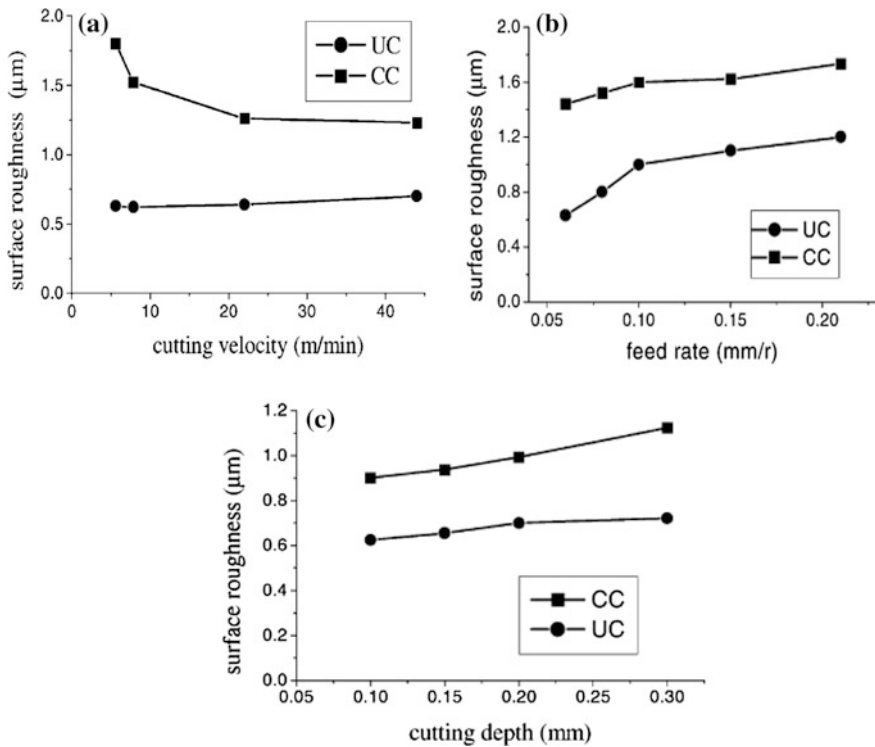 (a)
2.0
1.5
1.0
0.5
0.0
surface roughness (μm)
UC
CC
0 10 20 30 40
cutting velocity (m/min)
(b)
2.0
1.6
1.2
0.8
0.4
0.0
surface roughness (μm)
UC
CC
0.05 0.10 0.15 0.20
feed rate (mm/r)
(c)
1.2
1.0
0.8
0.6
0.4
0.2
0.0
surface roughness (μm)
CC
UC
0.05 0.10 0.15 0.20 0.25 0.30
cutting depth (mm)